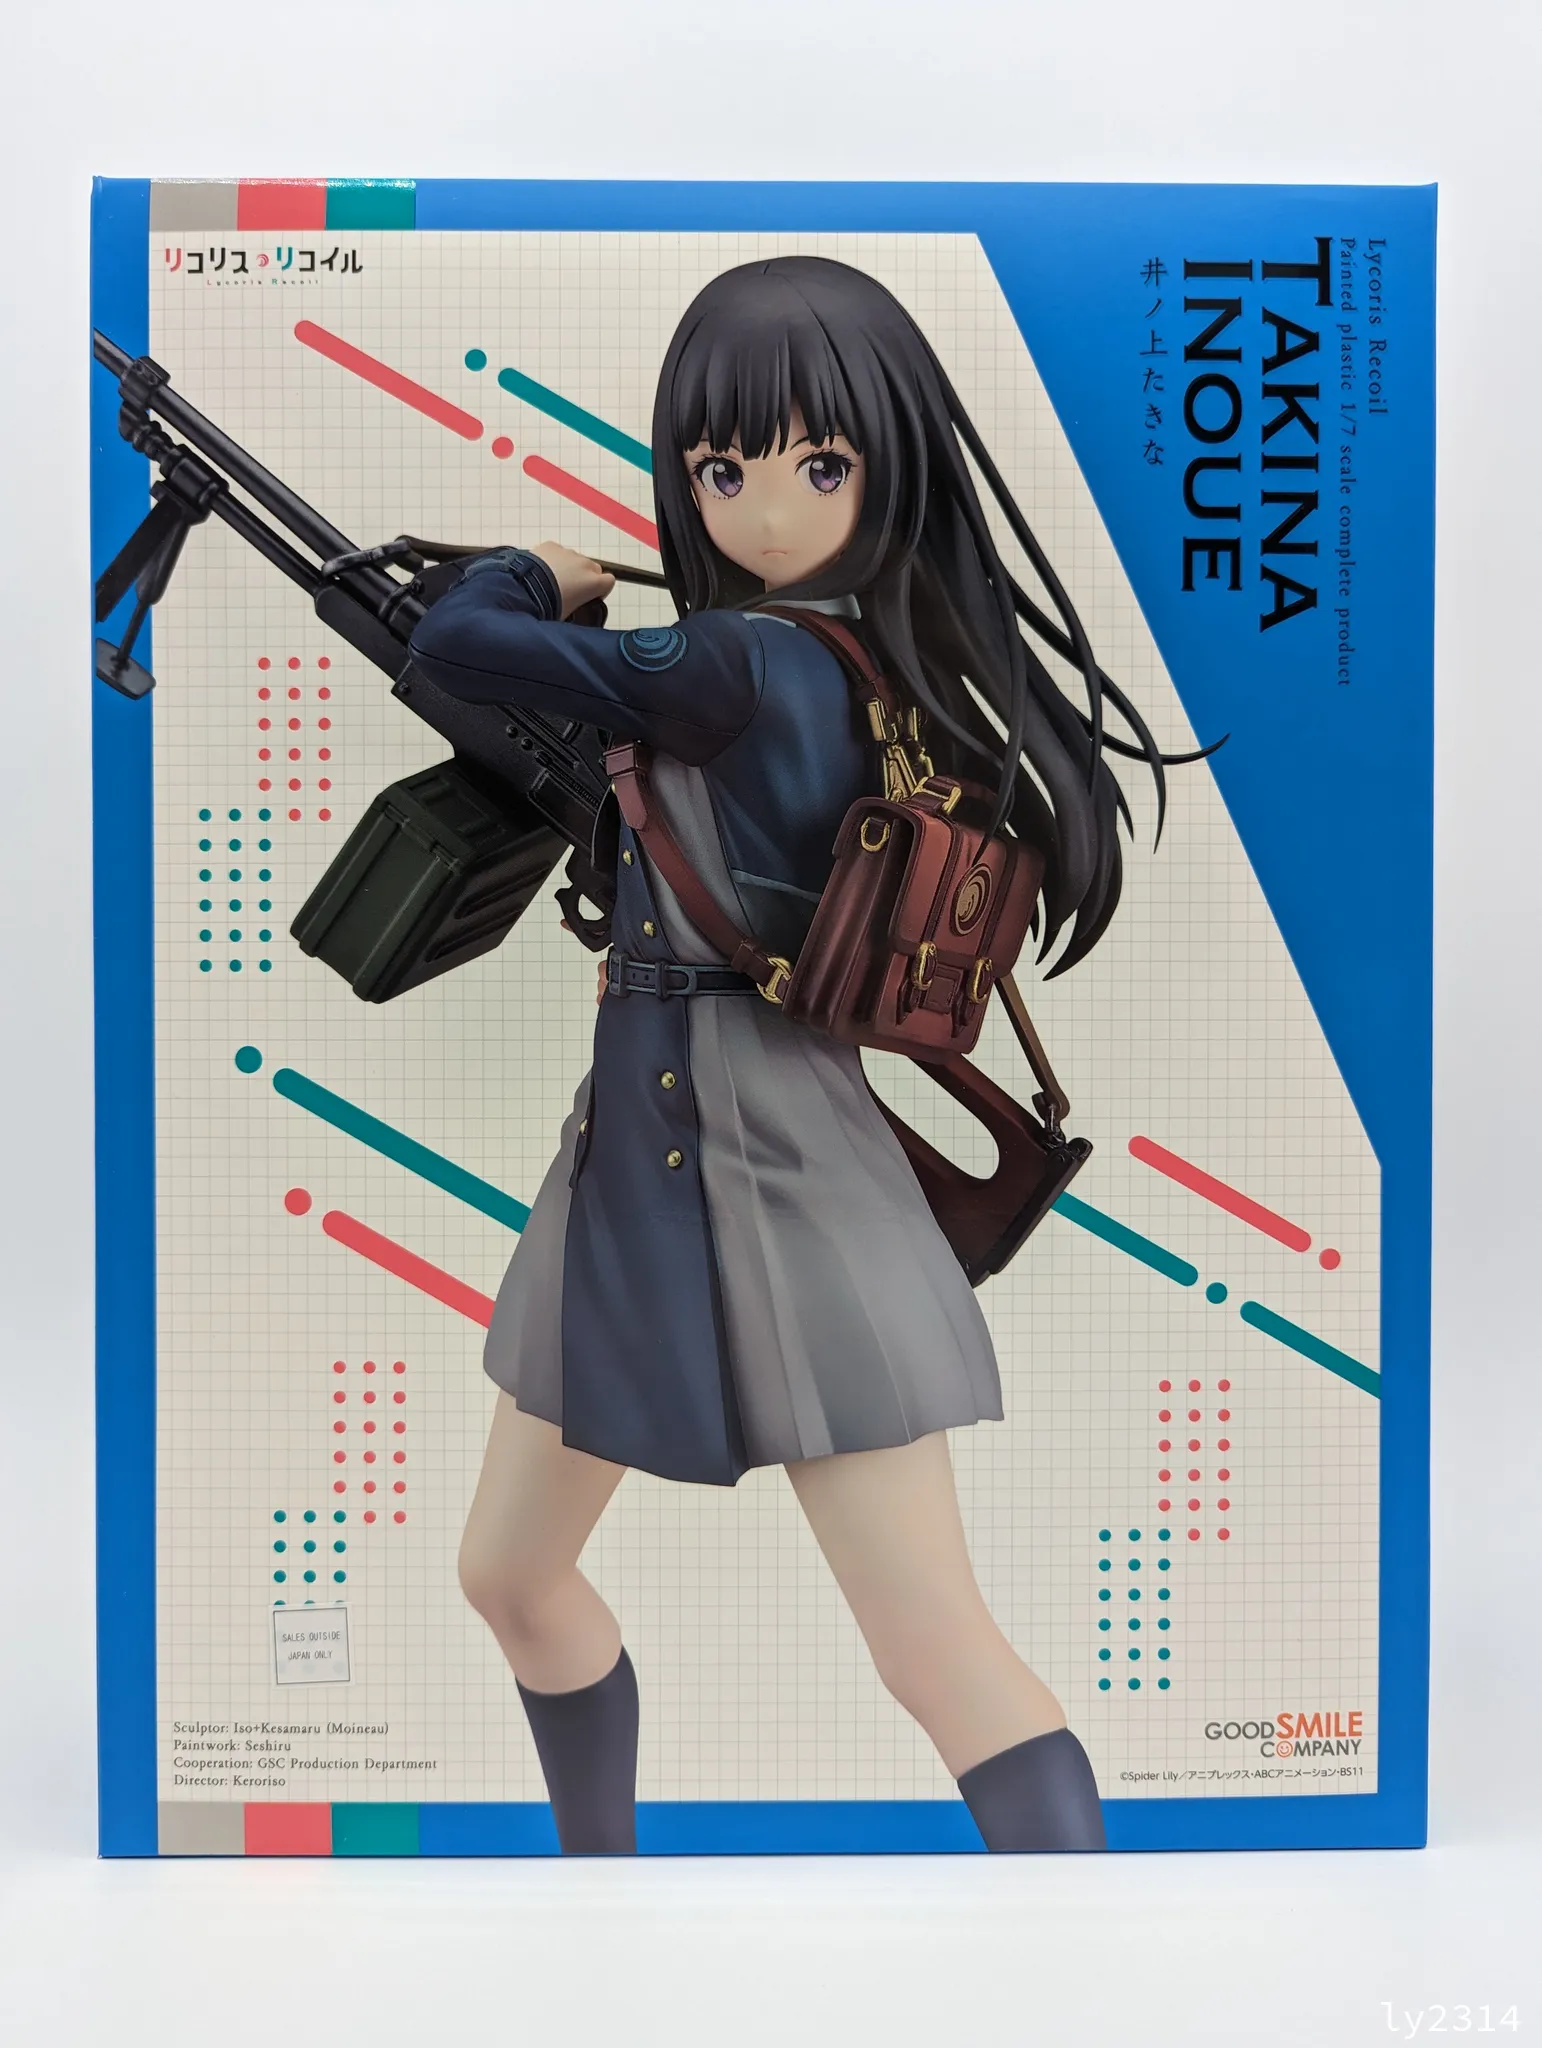 リコリス・リコイル
Lycoris Recoil
Lycoris Recoil
Painted plastic 1/7 scale complete product
TAKINA
INOUE
井ノ上たきな
SALES OUTSIDE
JAPAN ONLY
Sculptor: Iso+Kesamaru (Moineau)
Paintwork: Seshiru
Cooperation: GSC Production Department
Director: Keroriso
GOOD SMILE
COMPANY
©Spider Lily／アニプレックス・ABCアニメーション・BS11
ly2314